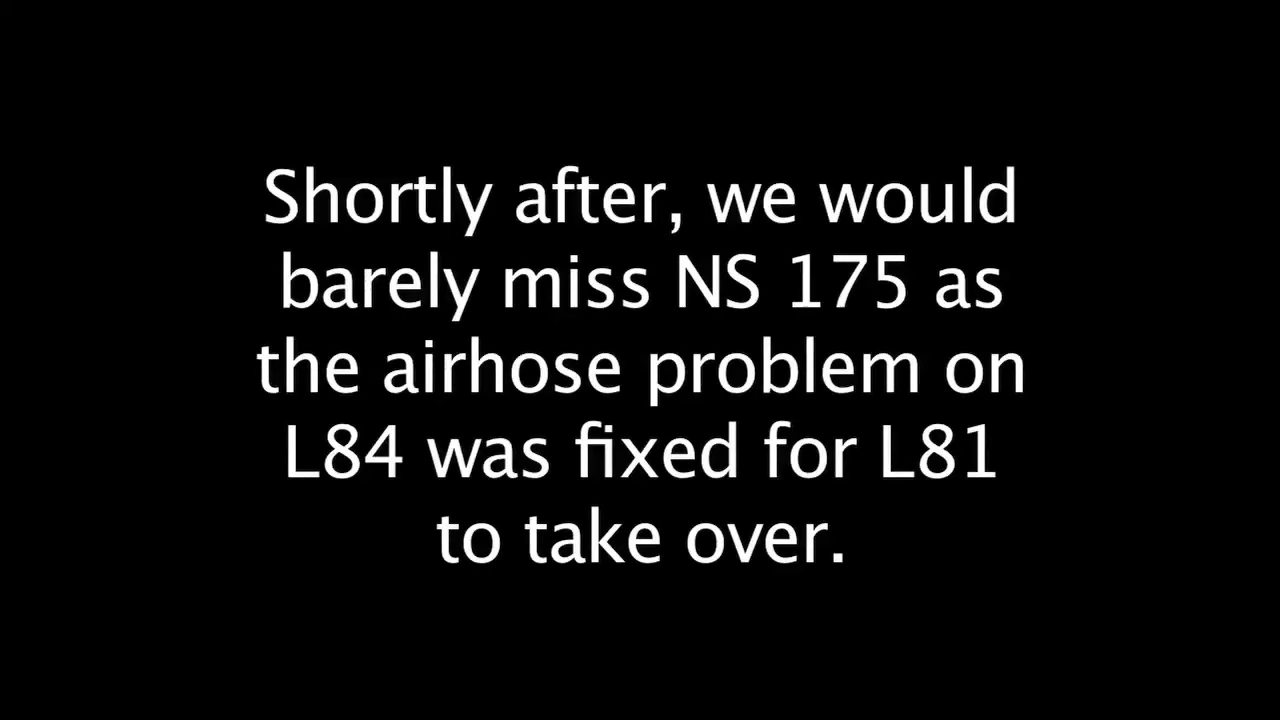 Shortly after, we would
barely miss NS 175 as
the airhose problem on
L84 was fixed for L81
to take over.